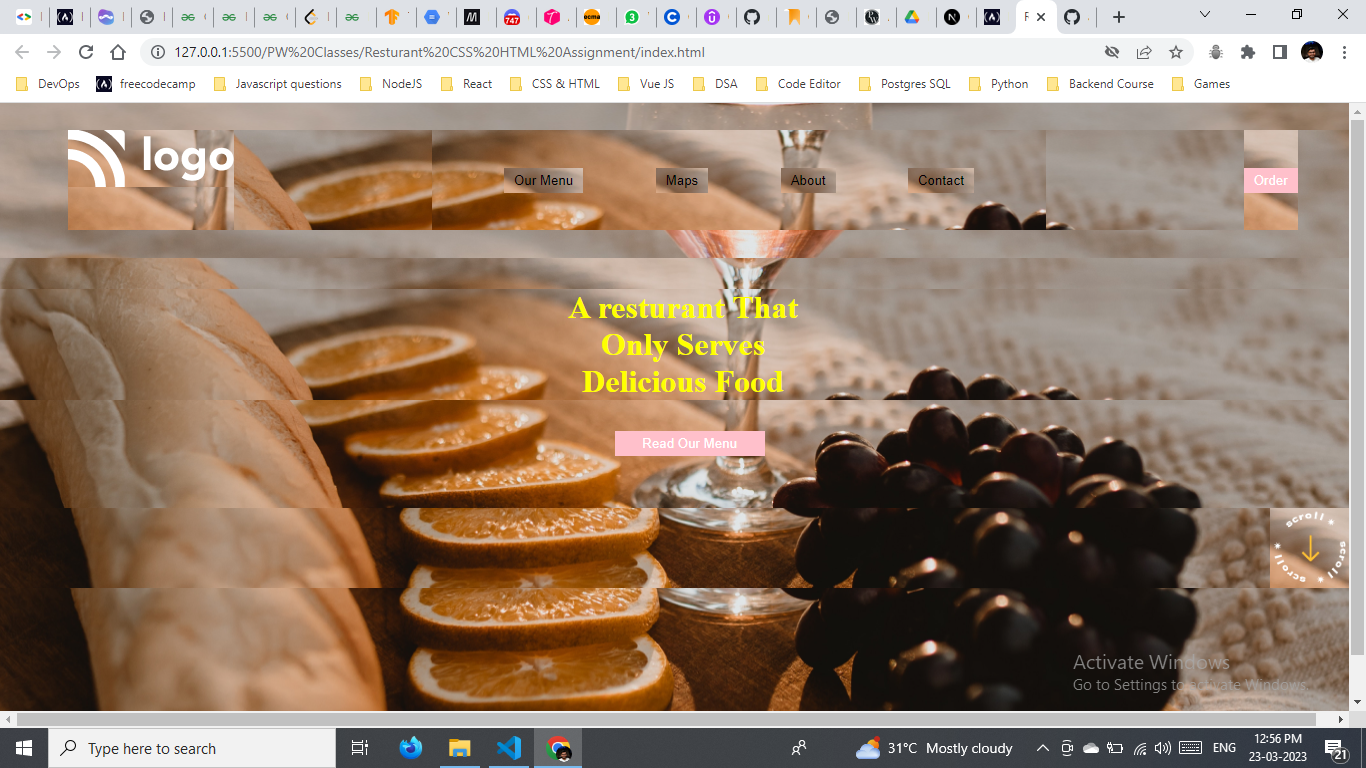 747
3
R
127.0.0.1:5500/PW%20Classes/Resturant%20CSS%20HTML%20Assignment/index.html
DevOps freecodecamp Javascript questions NodeJS React CSS & HTML Vue JS DSA Code Editor Postgres SQL Python Backend Course Games
logo
Our Menu Maps About Contact Order
A resturant That
Only Serves
Delicious Food
Read Our Menu
scroll * scroll * scroll *
Activate Windows
Go to Settings to activate Windows.
Type here to search
31°C Mostly cloudy
ENG
12:56 PM
23-03-2023
21